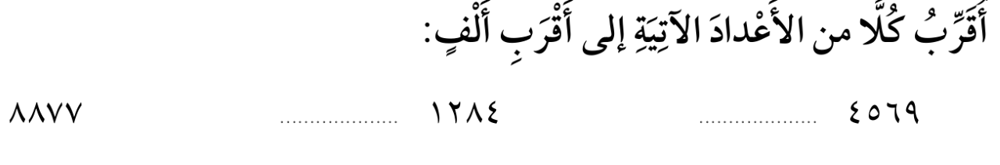 أُقَرِّبُ كُلًّا من الأَعْدادَ الآتِيَةِ إلى أَقْرَبِ أَلْفٍ:
٤٥٦٩ .................... ١٢٨٤ .................... ٨٨٧٧